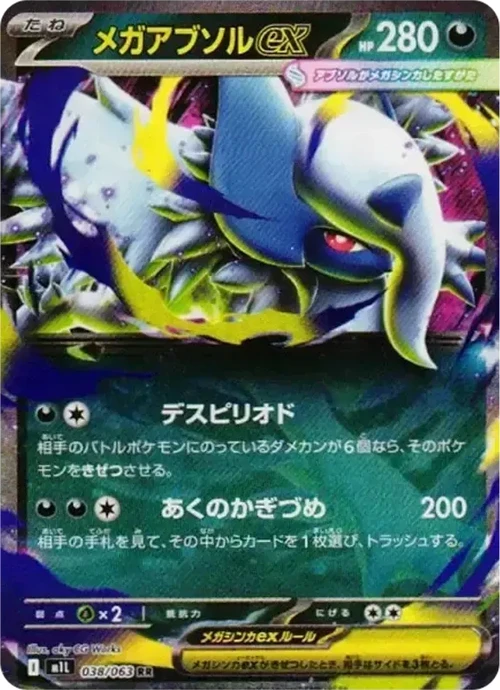 たね
メガアブソルex
HP 280
アブソルがメガシンカしたすがた
デスピリオド
相手のバトルポケモンにのっているダメカンが6個なら、そのポケ
モンをきぜつさせる。
あくのかぎづめ 200
相手の手札を見て、その中からカードを1枚選び、トラッシュする。
弱点 ×2 抵抗力 にげる
Illus. aky CG Works
メガシンカexルール
I m1L 038/063 RR
メガシンカexがきぜつしたとき、相手はサイドを3枚とる。